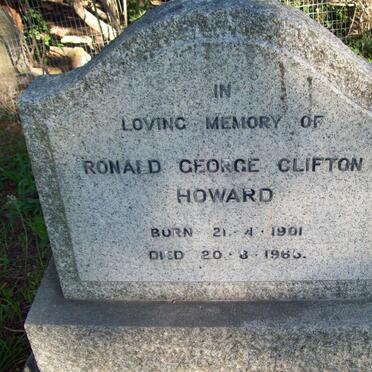 IN
LOVING MEMORY OF
RONALD GEORGE CLIFTON
HOWARD
BORN 21·4·1901
DIED 20·8·1985.